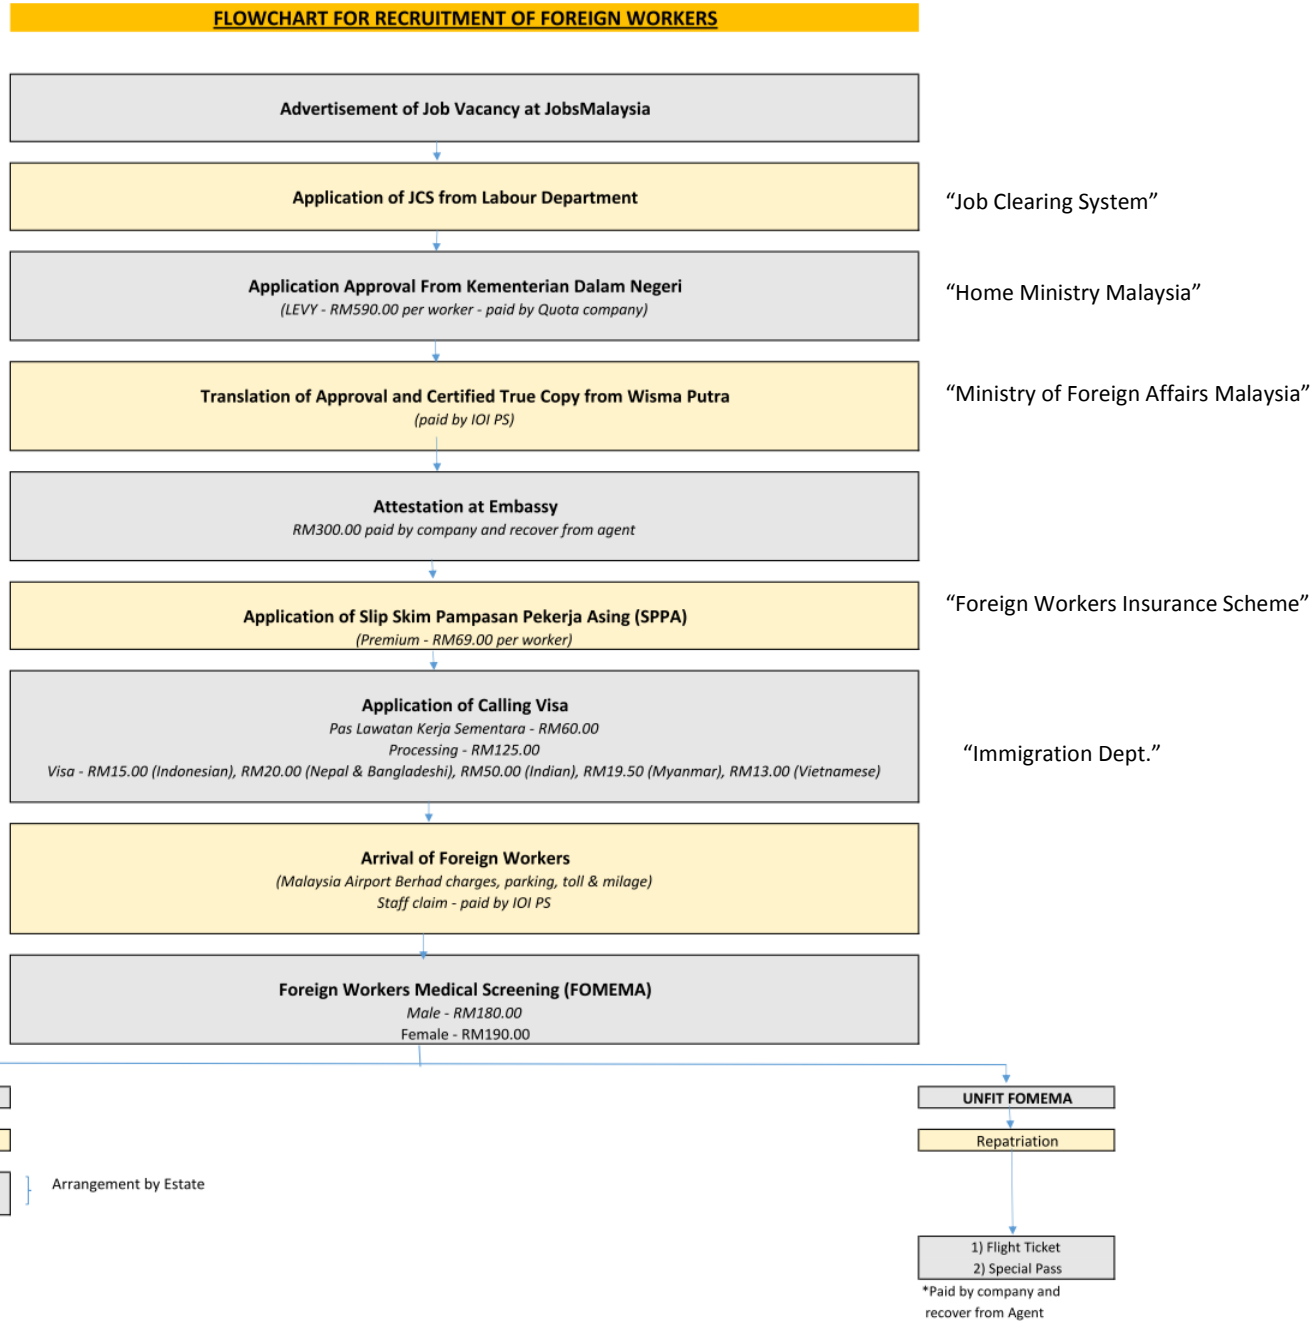 FLOWCHART FOR RECRUITMENT OF FOREIGN WORKERS
Advertisement of Job Vacancy at JobsMalaysia
Application of JCS from Labour Department
“Job Clearing System”
Application Approval From Kementerian Dalam Negeri
(LEVY - RM590.00 per worker - paid by Quota company)
“Home Ministry Malaysia”
Translation of Approval and Certified True Copy from Wisma Putra
(paid by IOI PS)
“Ministry of Foreign Affairs Malaysia”
Attestation at Embassy
RM300.00 paid by company and recover from agent
Application of Slip Skim Pampasan Pekerja Asing (SPPA)
(Premium - RM69.00 per worker)
“Foreign Workers Insurance Scheme”
Application of Calling Visa
Pas Lawatan Kerja Sementara - RM60.00
Processing - RM125.00
Visa - RM15.00 (Indonesian), RM20.00 (Nepal & Bangladeshi), RM50.00 (Indian), RM19.50 (Myanmar), RM13.00 (Vietnamese)
“Immigration Dept.”
Arrival of Foreign Workers
(Malaysia Airport Berhad charges, parking, toll & milage)
Staff claim - paid by IOI PS
Foreign Workers Medical Screening (FOMEMA)
Male - RM180.00
Female - RM190.00
UNFIT FOMEMA
Repatriation
Arrangement by Estate
1) Flight Ticket
2) Special Pass
*Paid by company and
recover from Agent